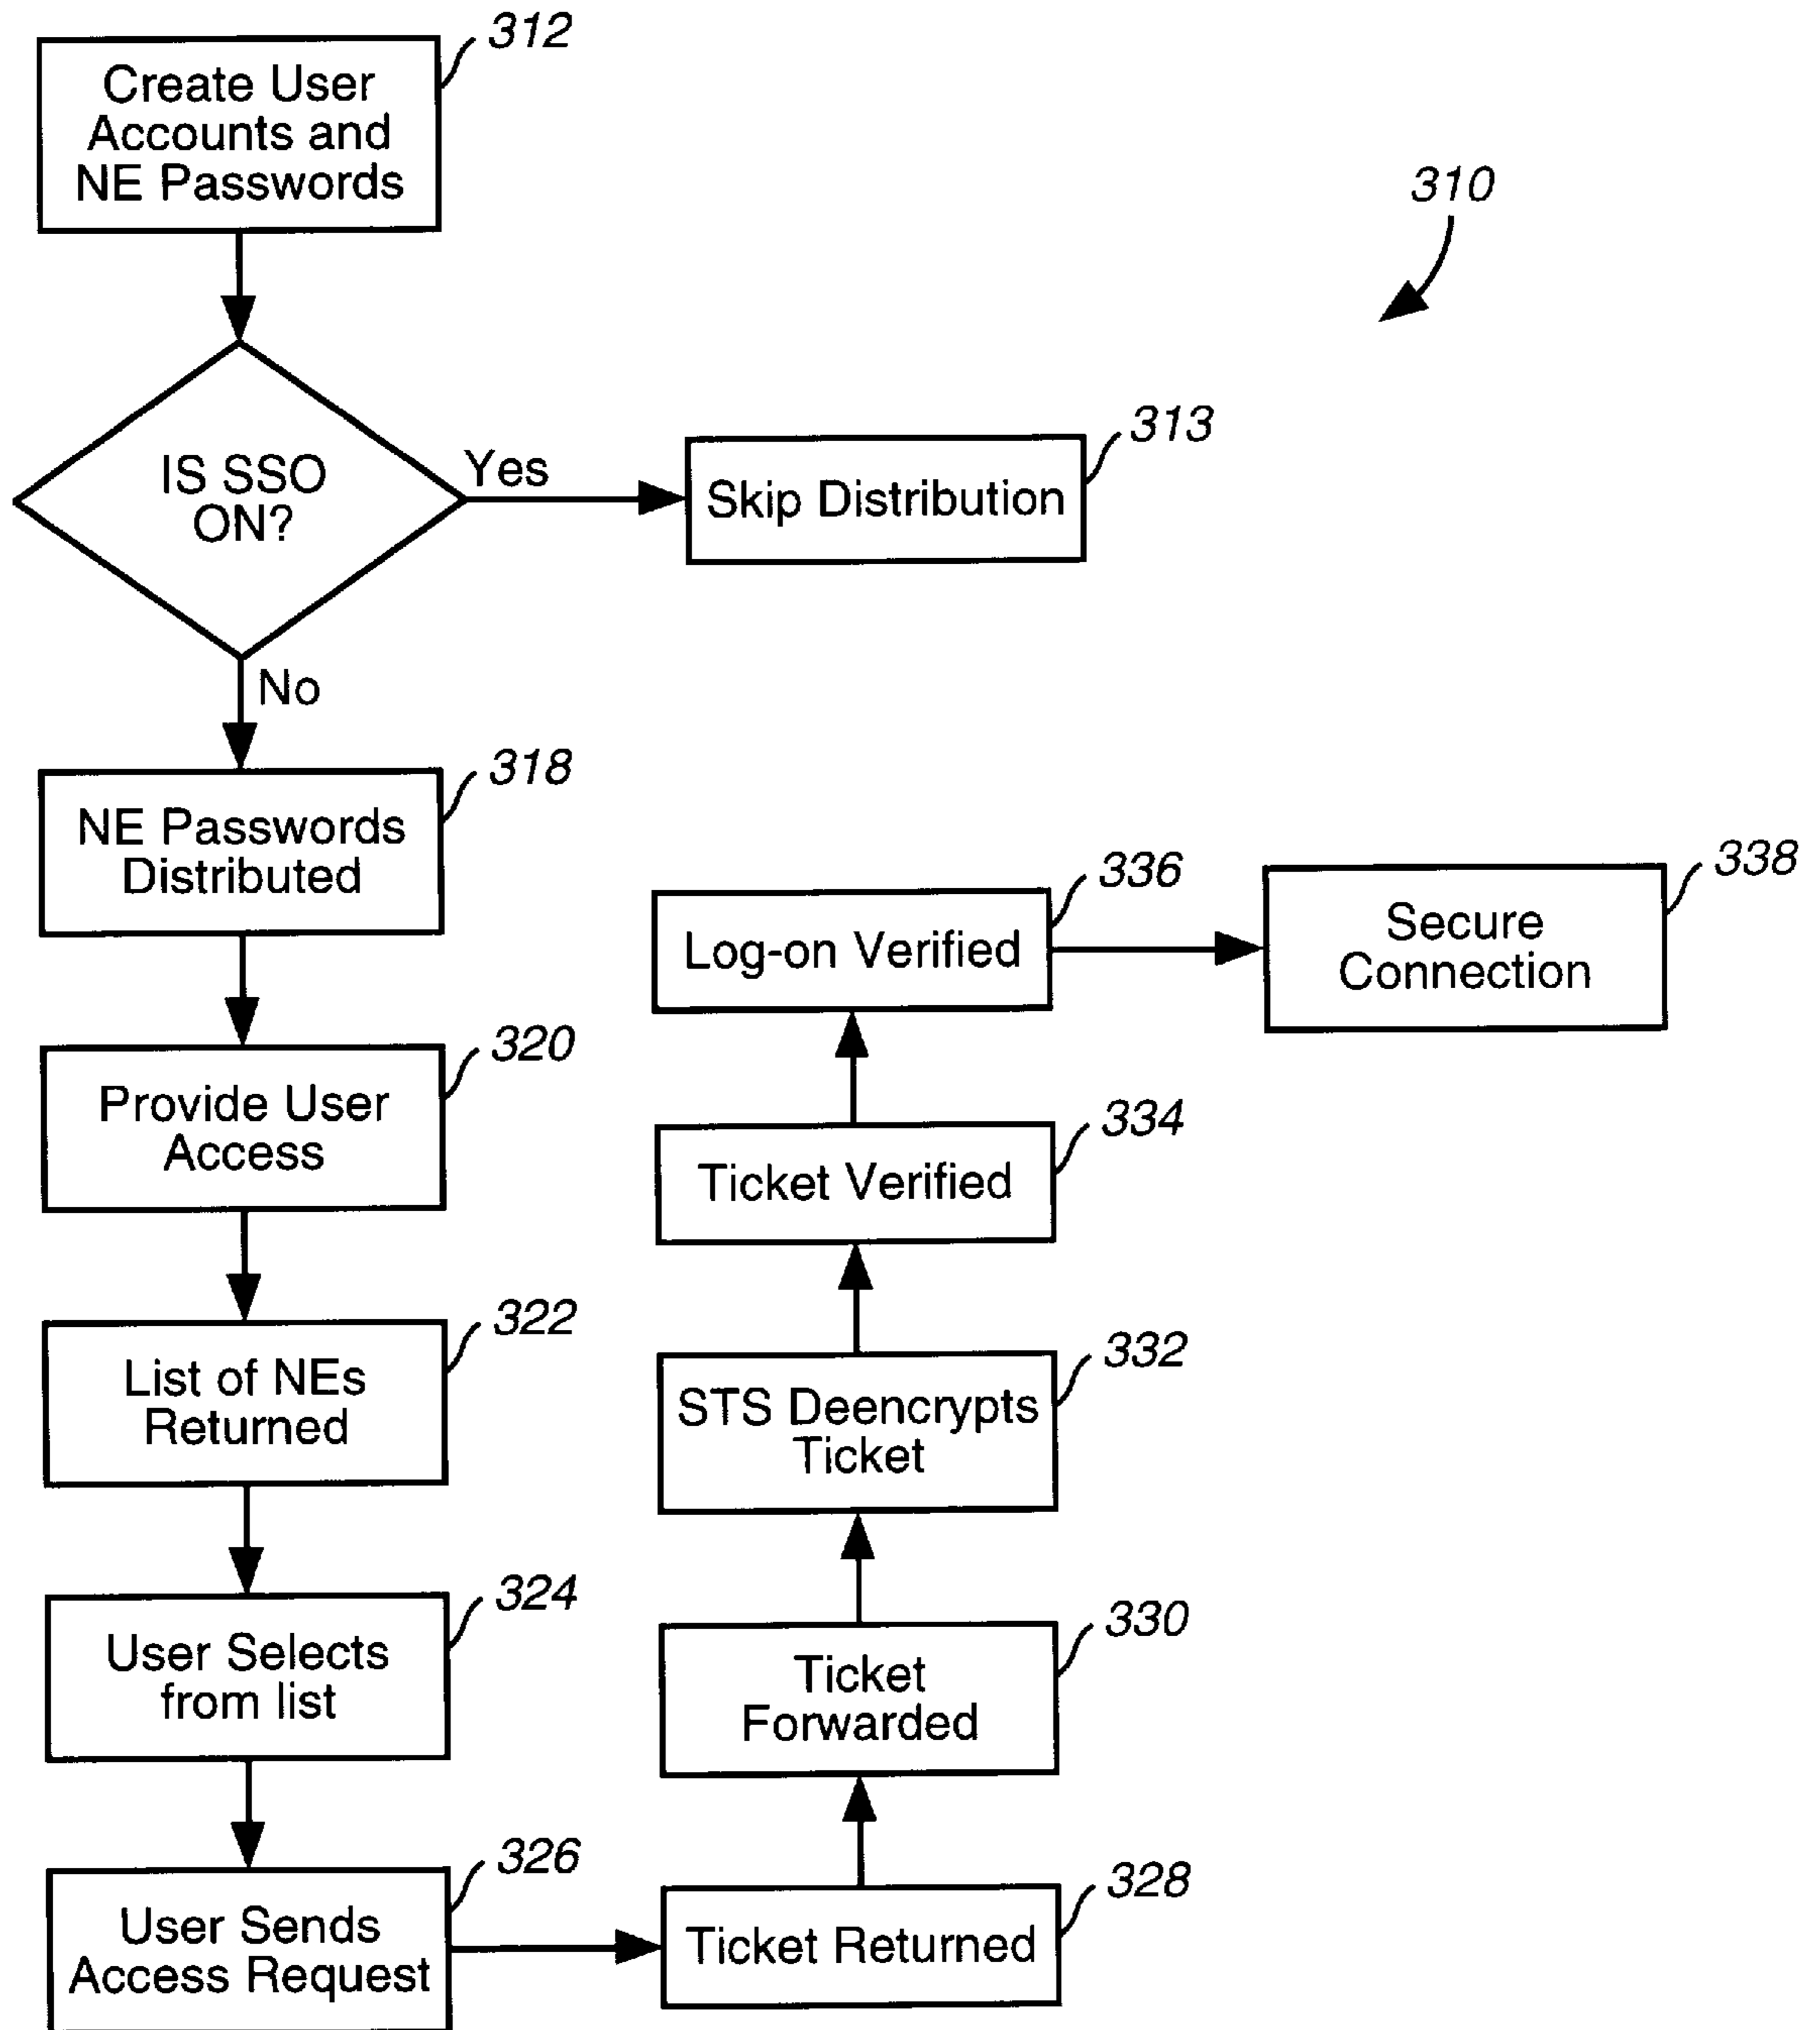 312
Create User
Accounts and
NE Passwords
310
IS SSO
ON?
Yes
313
Skip Distribution
No
318
NE Passwords
Distributed
320
Provide User
Access
322
List of NEs
Returned
324
User Selects
from list
326
User Sends
Access Request
328
Ticket Returned
330
Ticket
Forwarded
332
STS Deencrypts
Ticket
334
Ticket Verified
336
Log-on Verified
338
Secure
Connection